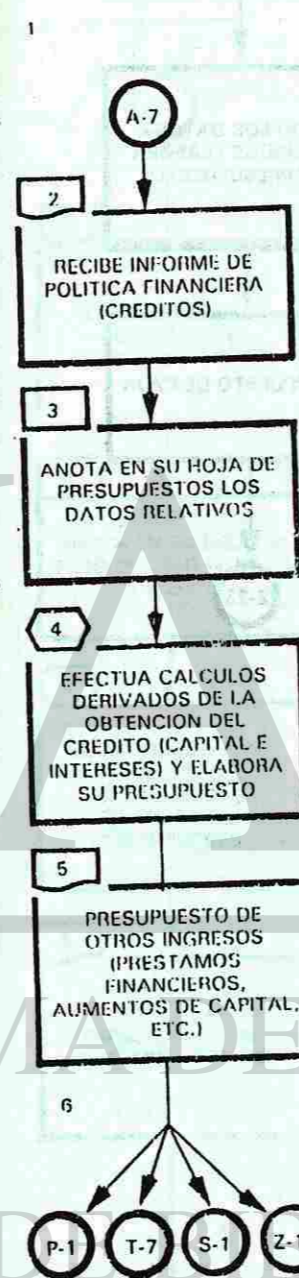 1
A-7
2
RECIBE INFORME DE
POLITICA FINANCIERA
(CREDITOS)
3
ANOTA EN SU HOJA DE
PRESUPUESTOS LOS
DATOS RELATIVOS
4
EFECTUA CALCULOS
DERIVADOS DE LA
OBTENCION DEL
CREDITO (CAPITAL E
INTERESES) Y ELABORA
SU PRESUPUESTO
5
PRESUPUESTO DE
OTROS INGRESOS
(PRESTAMOS
FINANCIEROS,
AUMENTOS DE CAPITAL,
ETC.)
6
P-1 T-7 S-1